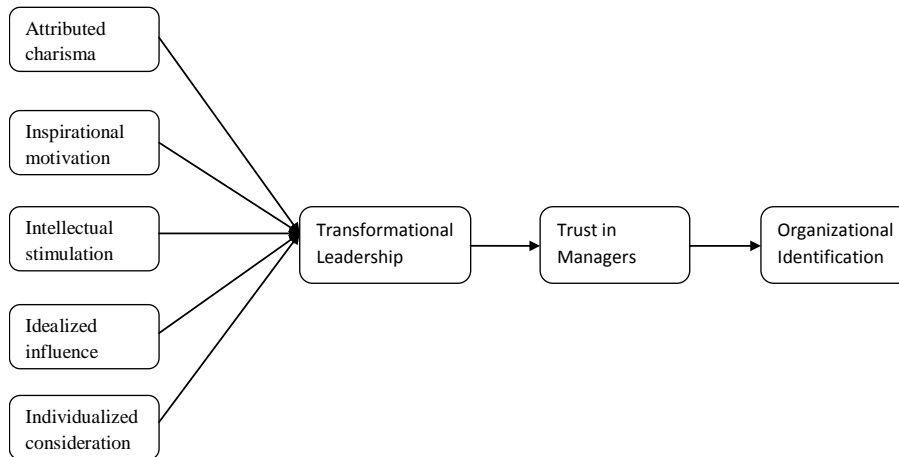 Attributed
charisma
Inspirational
motivation
Intellectual
stimulation
Idealized
influence
Individualized
consideration
Transformational
Leadership
Trust in
Managers
Organizational
Identification